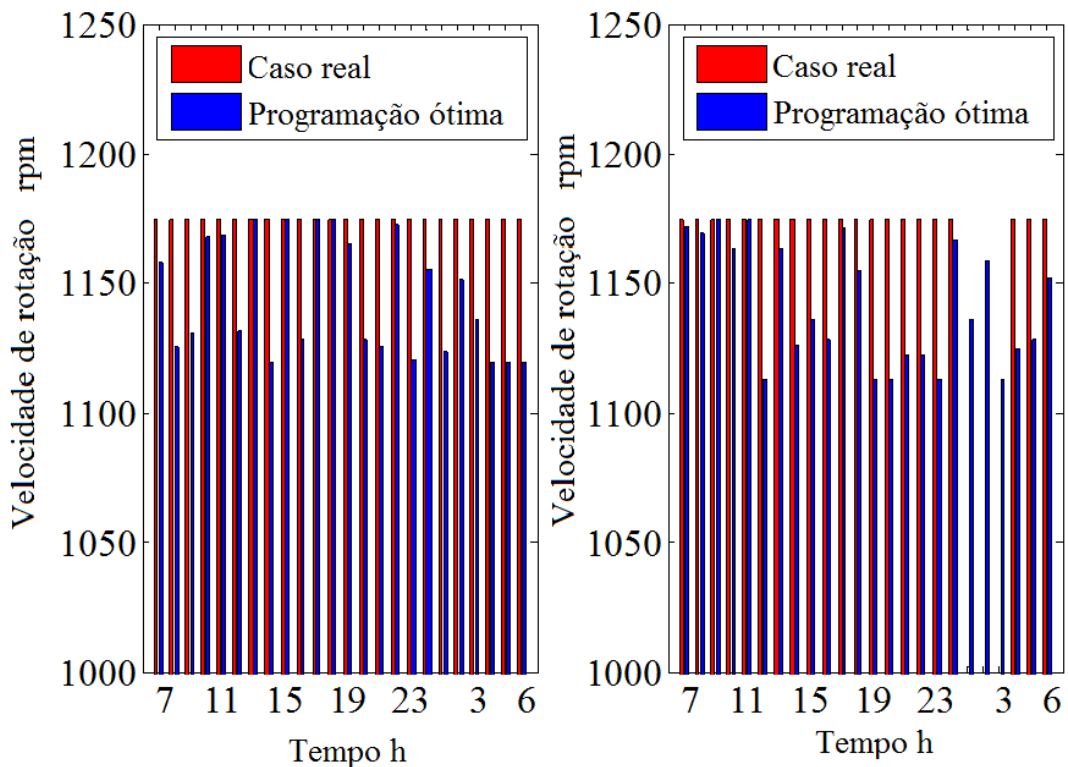 1250
1200
1150
1100
1050
1000
Velocidade de rotação rpm
Caso real
Programação ótima
7 11 15 19 23 3 6
Tempo h
1250
1200
1150
1100
1050
1000
Velocidade de rotação rpm
Caso real
Programação ótima
7 11 15 19 23 3 6
Tempo h